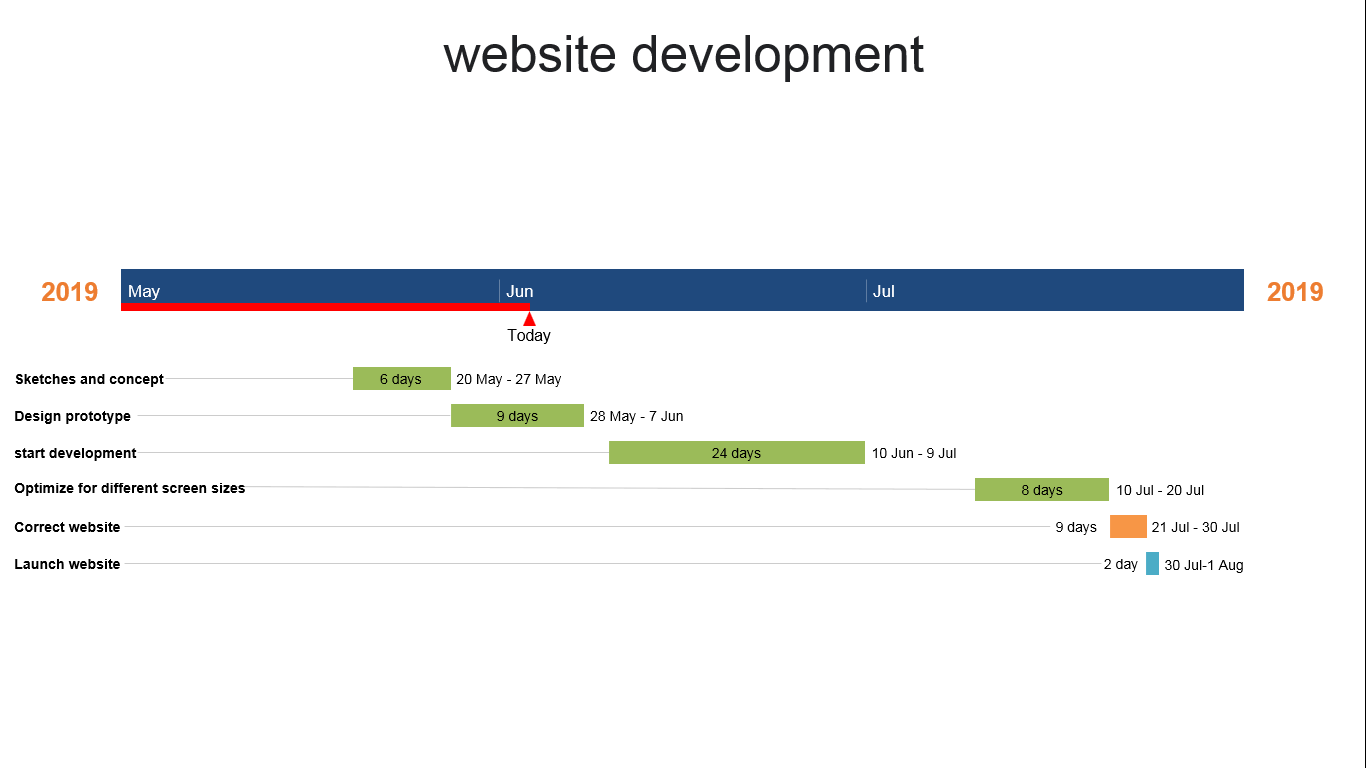 website development
2019 May Jun Jul 2019
Today
Sketches and concept 6 days 20 May - 27 May
Design prototype 9 days 28 May - 7 Jun
start development 24 days 10 Jun - 9 Jul
Optimize for different screen sizes 8 days 10 Jul - 20 Jul
Correct website 9 days 21 Jul - 30 Jul
Launch website 2 day 30 Jul-1 Aug